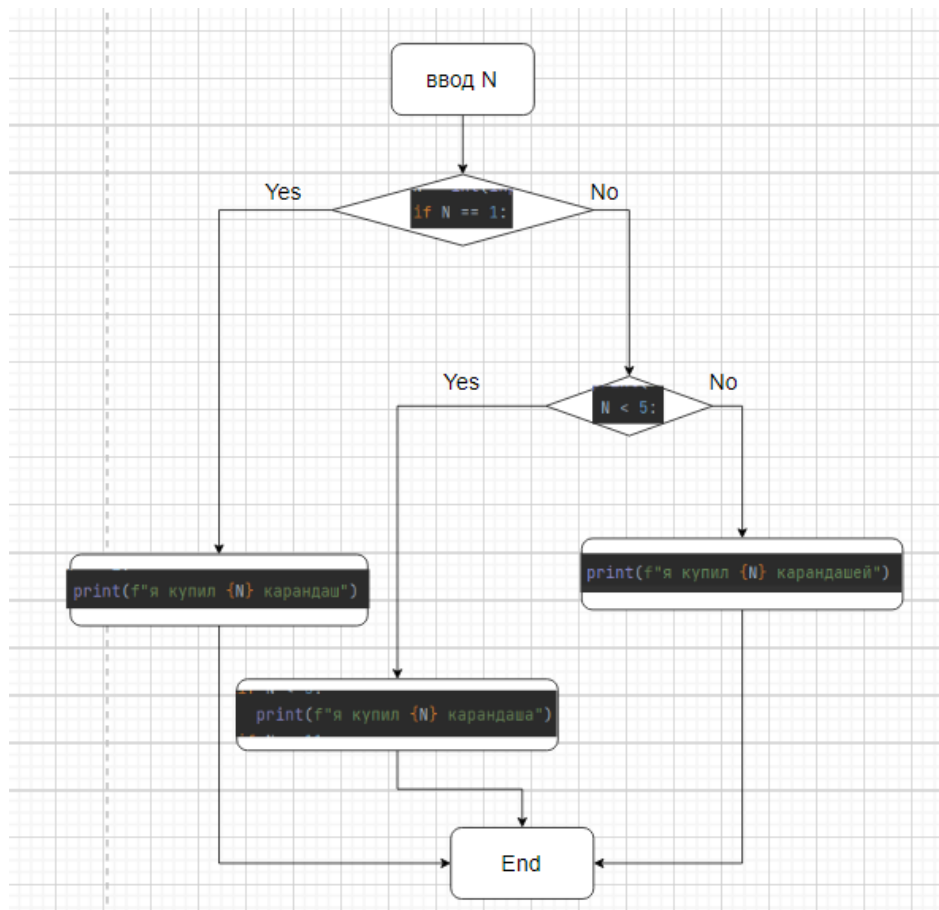 ввод N
Yes
No
if N == 1:
Yes
No
N < 5:
print(f"я купил {N} карандаш")
print(f"я купил {N} карандашей")
print(f"я купил {N} карандаша")
End